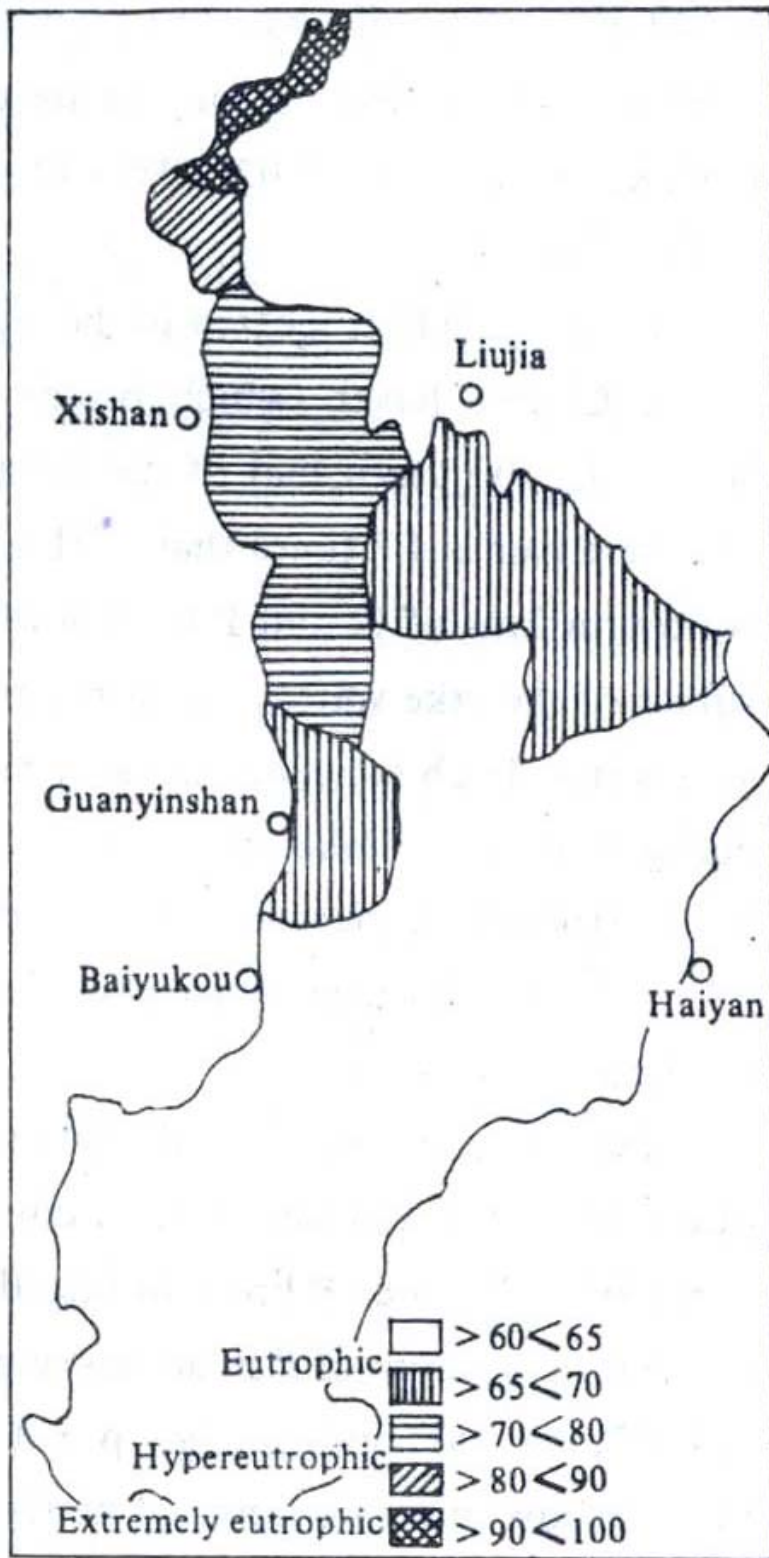 Liujia
Xishan
Guanyinshan
Baiyukou
Haiyan
>60<65
Eutrophic
>65<70
>70<80
Hypereutrophic
>80<90
Extremely eutrophic
>90<100